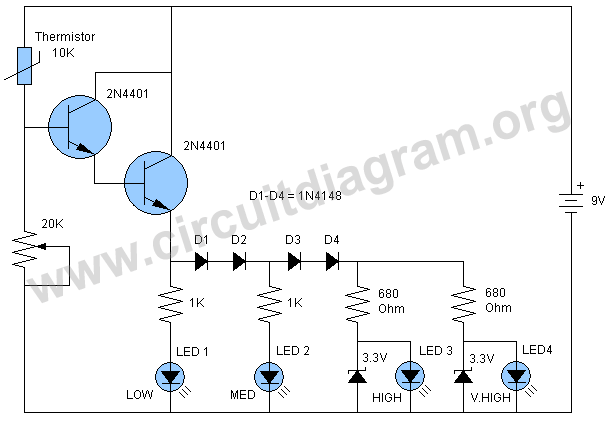 Thermistor
10K
2N4401
2N4401
www.circuitdiagram.org
D1-D4 = 1N4148
+
9V
20K
D1 D2 D3 D4
1K
1K
680
Ohm
680
Ohm
LED 1
LED 2
3.3V
LED 3
3.3V
LED4
LOW
MED
HIGH
V.HIGH